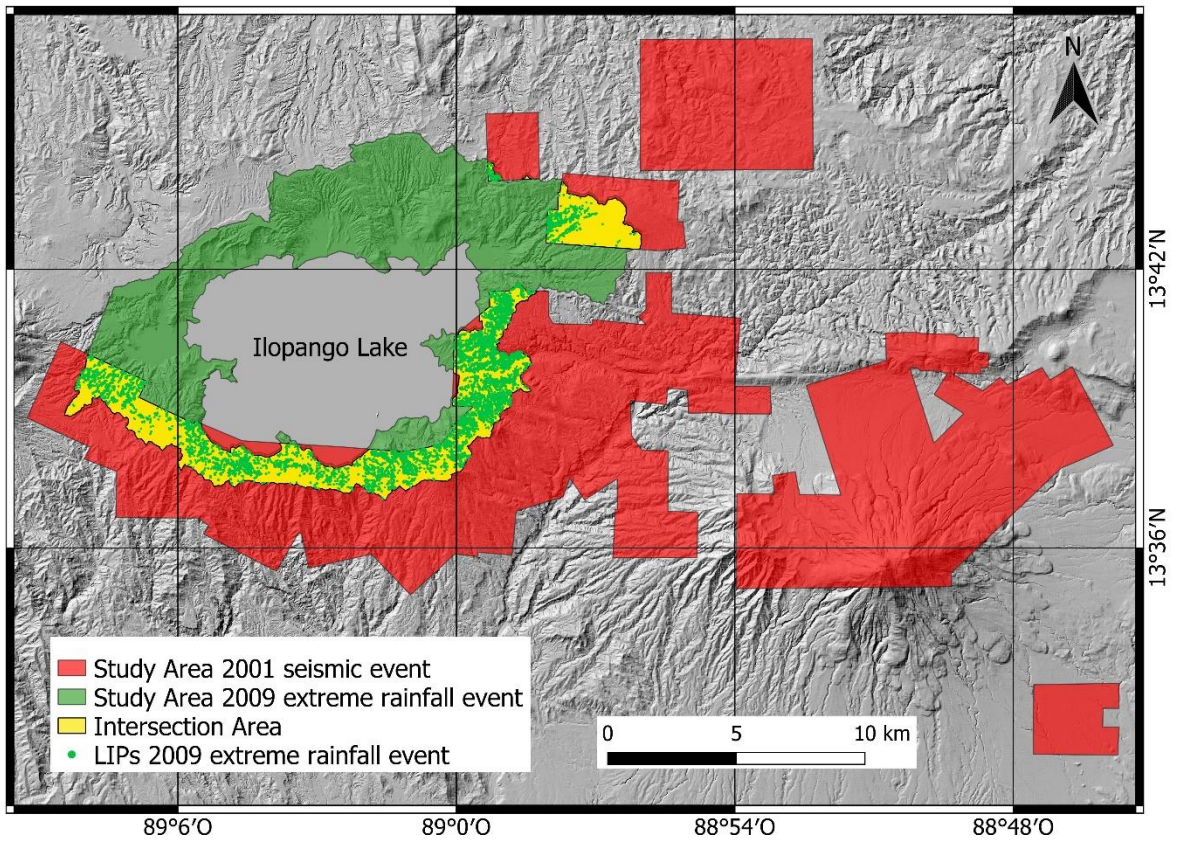 N
13°42'N
Ilopango Lake
13°36'N
Study Area 2001 seismic event
Study Area 2009 extreme rainfall event
Intersection Area
LIPs 2009 extreme rainfall event
0 5 10 km
89°6'O 89°0'O 88°54'O 88°48'O